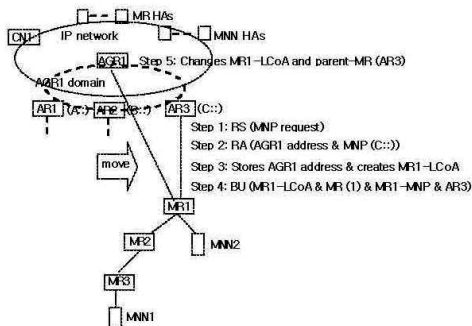 MR HAs
CN1
IP network
MNN HAs
AGR1
Step 5: Changes MR1-LCoA and parent-MR (AR3)
AGR1 domain
AR1 (A::) AR2 (B::) AR3 (C::)
Step 1: RS (MNP request)
Step 2: RA (AGR1 address & MNP (C::))
move
Step 3: Stores AGR1 address & creates MR1-LCoA
Step 4: BU (MR1-LCoA & MR (1) & MR1-MNP & AR3)
MR1
MR2
MNN2
MR3
MNN1